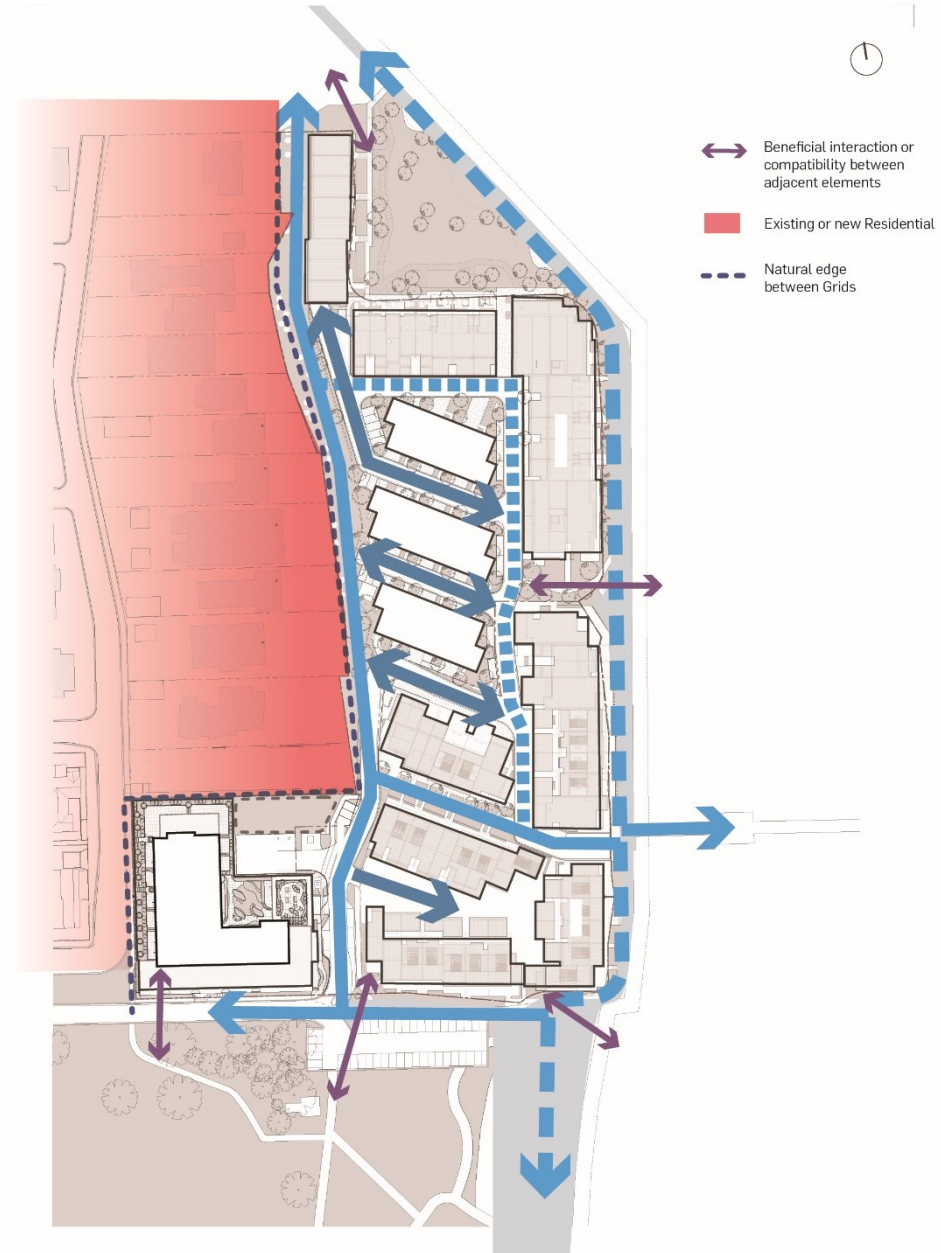 Beneficial interaction or
compatibility between
adjacent elements
Existing or new Residential
Natural edge
between Grids